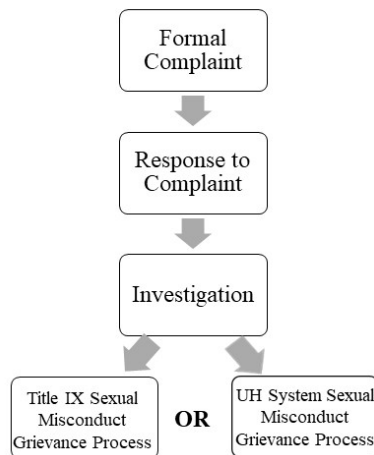 Formal
Complaint
Response to
Complaint
Investigation
Title IX Sexual
Misconduct
Grievance Process
OR
UH System Sexual
Misconduct
Grievance Process